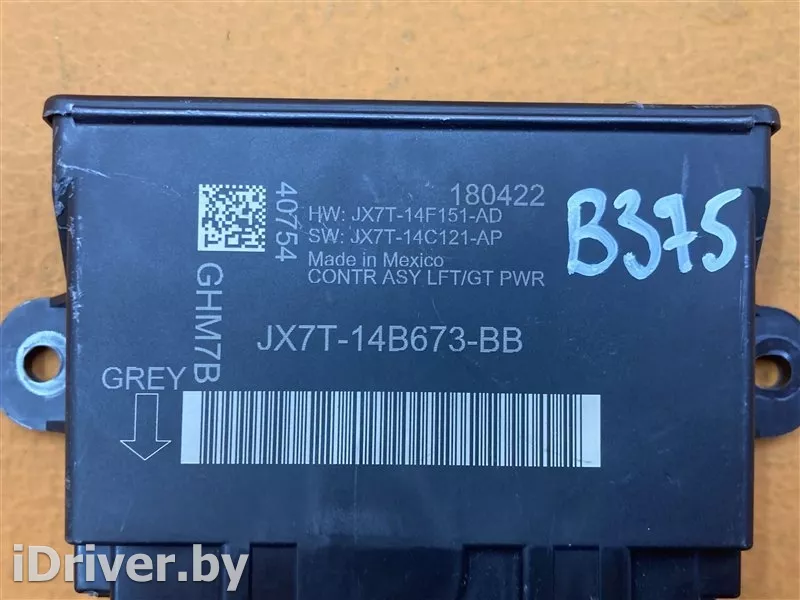 180422
40754
HW: JX7T-14F151-AD
SW: JX7T-14C121-AP
Made in Mexico
CONTR ASY LFT/GT PWR
B375
GHM7B
JX7T-14B673-BB
GREY
iDriver.by